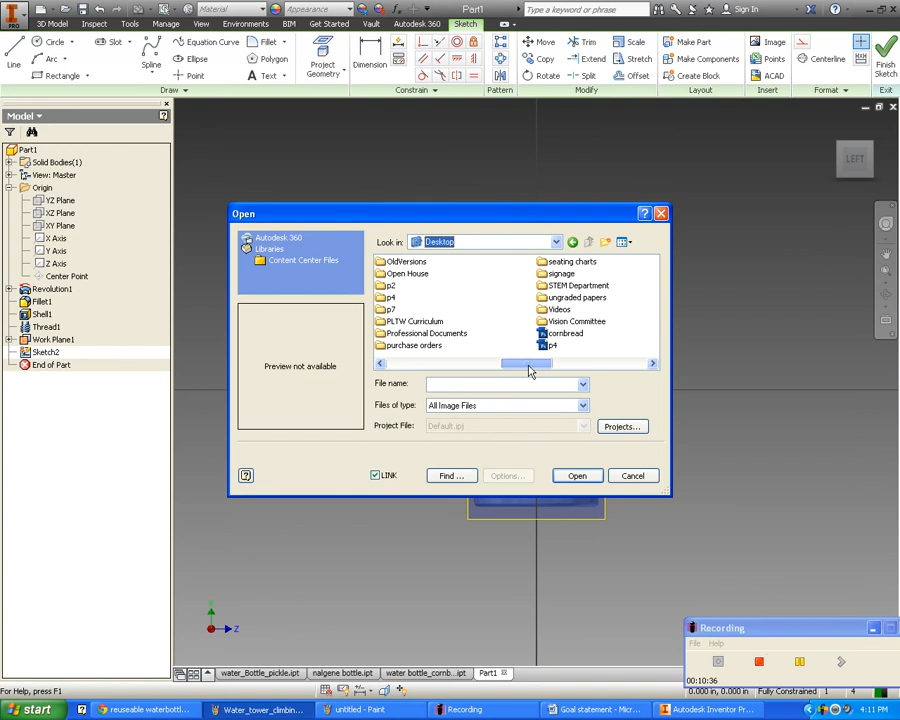 I PRO Material Appearance Part1 Type a keyword or phrase Sign In
Sketch Inspect Tools Manage View Environments BIM Get Started Vault Autodesk 360 Sketch
Line Circle Arc Rectangle Slot Spline Equation Curve Ellipse Point Fillet Polygon Text Project Geometry Dimension Move Copy Rotate Trim Extend Split Scale Stretch Offset Make Part Make Components Create Block Image Points ACAD Centerline Finish Sketch
Draw Constrain Pattern Modify Layout Insert Format Exit
Model
Part1
Solid Bodies(1)
View: Master
Origin
YZ Plane
XZ Plane
XY Plane
X Axis
Y Axis
Z Axis
Center Point
Revolution1
Fillet1
Shell1
Thread1
Work Plane1
Sketch2
End of Part
LEFT
Open
Autodesk 360
Libraries
Content Center Files
Look in: Desktop
OldVersions seating charts
Open House signage
p2 STEM Department
p4 ungraded papers
p7 Videos
PLTW Curriculum Vision Committee
Professional Documents cornbread
purchase orders p4
Preview not available
File name:
Files of type: All Image Files
Project File: Default.ipj Projects...
LINK Find ... Options... Open Cancel
Y
Z
Recording
File Help
00:10:36
water_Bottle_pickle.ipt nalgene bottle.ipt water bottle_comb...ipt Part1
For Help, press F1 0.000 in, 0.000 in Fully Constrained 1 4
start reusable waterbottl... Water_tower_climbin... untitled - Paint Recording Goal statement - Micr... Autodesk Inventor Pr... 4:11 PM